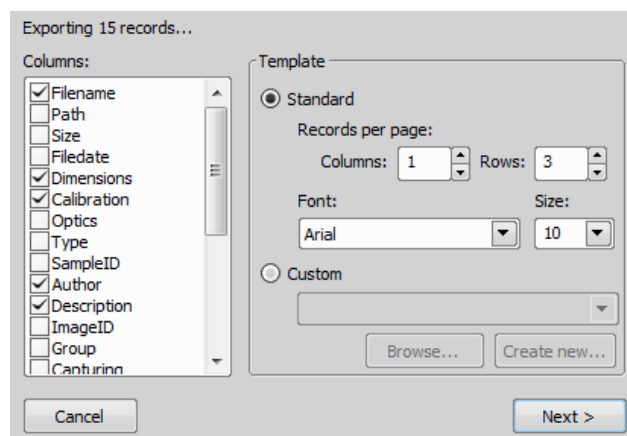 Exporting 15 records...
Columns:
Filename
Path
Size
Filedate
Dimensions
Calibration
Optics
Type
SampleID
Author
Description
ImageID
Group
Capturing
Template
Standard
Records per page:
Columns: 1 Rows: 3
Font: Size:
Arial 10
Custom
Browse... Create new...
Cancel Next >